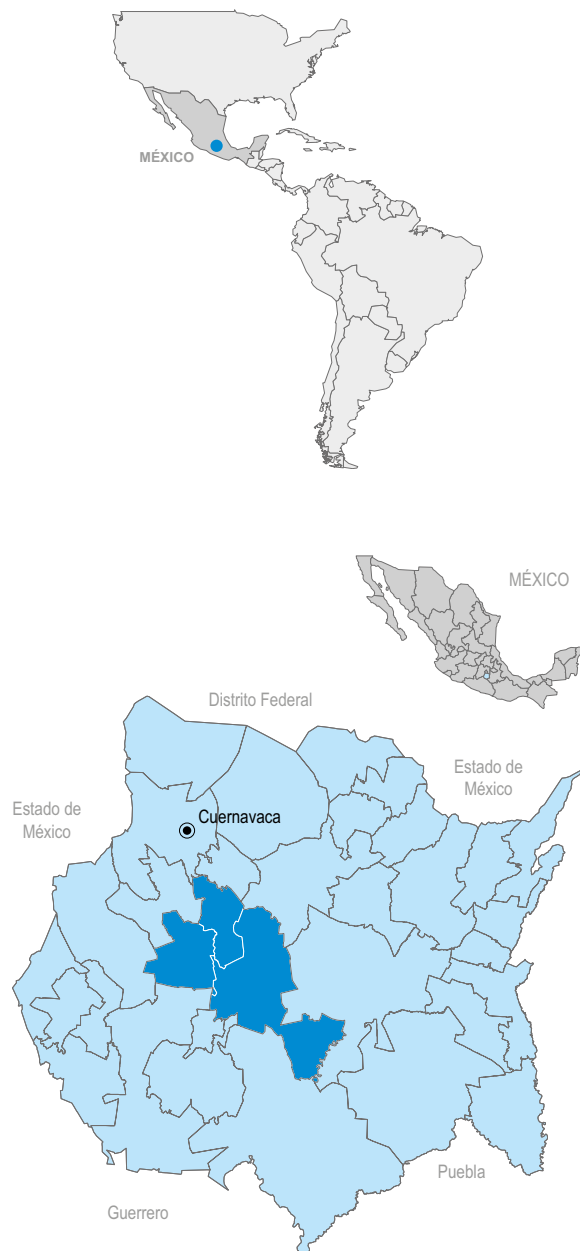 MÉXICO
MÉXICO
Distrito Federal
Estado de
México
Estado de
México
Cuernavaca
Puebla
Guerrero